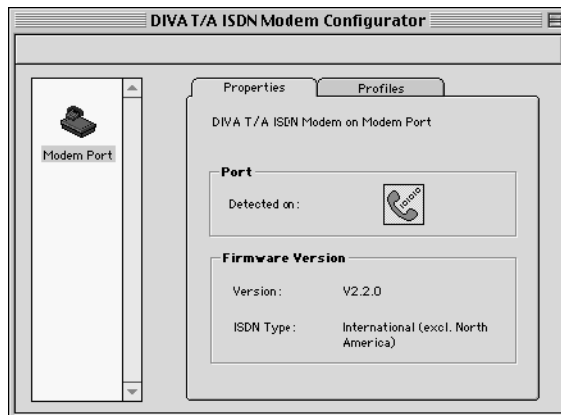 DIVA T/A ISDN Modem Configurator
Modem Port
Properties
Profiles
DIVA T/A ISDN Modem on Modem Port
Port
Detected on:
Firmware Version
Version:
V2.2.0
ISDN Type:
International (excl. North
America)